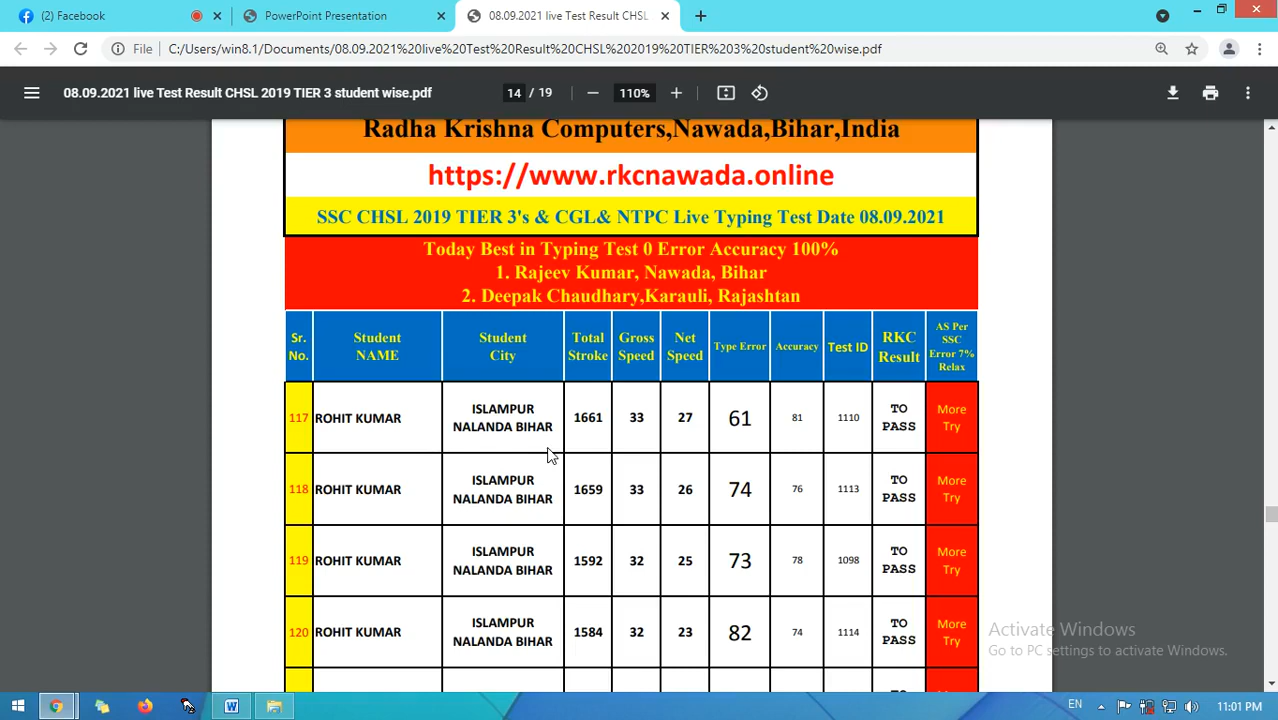 (2) Facebook
PowerPoint Presentation
08.09.2021 live Test Result CHSL
File
C:/Users/win8.1/Documents/08.09.2021%20live%20Test%20Result%20CHSL%202019%20TIER%203%20student%20wise.pdf
08.09.2021 live Test Result CHSL 2019 TIER 3 student wise.pdf
14 / 19
110%
Radha Krishna Computers,Nawada,Bihar,India
https://www.rkcnawada.online
SSC CHSL 2019 TIER 3's & CGL& NTPC Live Typing Test Date 08.09.2021
Today Best in Typing Test 0 Error Accuracy 100%
1. Rajeev Kumar, Nawada, Bihar
2. Deepak Chaudhary,Karauli, Rajashtan
Sr. No.
Student NAME
Student City
Total Stroke
Gross Speed
Net Speed
Type Error
Accuracy
Test ID
RKC Result
AS Per SSC Error 7% Relax
117 ROHIT KUMAR ISLAMPUR NALANDA BIHAR 1661 33 27 61 81 1110 TO PASS More Try
118 ROHIT KUMAR ISLAMPUR NALANDA BIHAR 1659 33 26 74 76 1113 TO PASS More Try
119 ROHIT KUMAR ISLAMPUR NALANDA BIHAR 1592 32 25 73 78 1098 TO PASS More Try
120 ROHIT KUMAR ISLAMPUR NALANDA BIHAR 1584 32 23 82 74 1114 TO PASS More Try
Activate Windows
Go to PC settings to activate Windows.
EN
11:01 PM